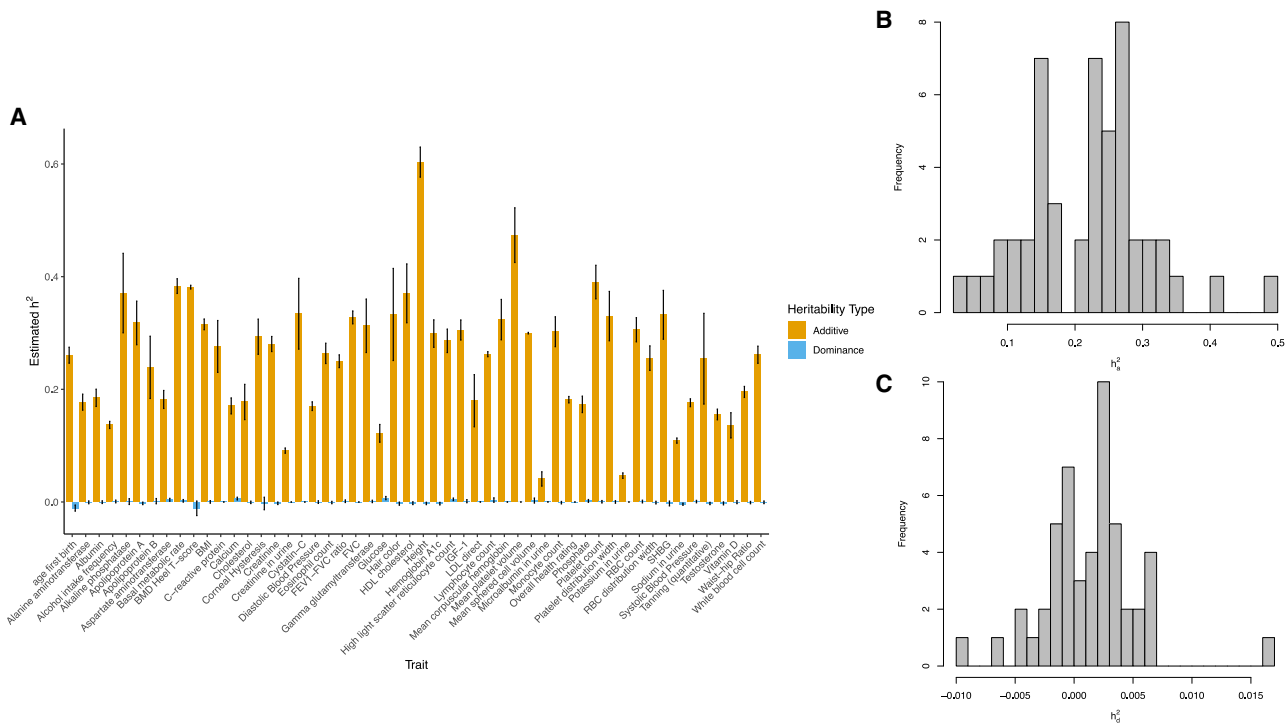 A
Estimated h²
0.6
0.4
0.2
0.0
age first birth
Alanine aminotransferase
Albumin
Alcohol intake frequency
Alkaline phosphatase
Apolipoprotein A
Apolipoprotein B
Aspartate aminotransferase
Basal metabolic rate
BMD Heel T−score
BMI
C−reactive protein
Calcium
Cholesterol
Corneal Hysteresis
Creatinine
Creatinine in urine
Cystatin−C
Diastolic Blood Pressure
Eosinophil count
FEV1−FVC ratio
FVC
Gamma glutamyltransferase
Glucose
Hair color
HDL cholesterol
Height
Hemoglobin A1c
High light scatter reticulocyte count
IGF−1
LDL direct
Lymphocyte count
Mean corpuscular hemoglobin
Mean platelet volume
Mean sphered cell volume
Microalbumin in urine
Monocyte count
Overall health rating
Phosphate
Platelet count
Platelet distribution width
Potassium in urine
RBC count
RBC distribution width
SHBG
Sodium in urine
Systolic Blood Pressure
Tanning (quantitative)
Testosterone
Vitamin D
Waist−hip Ratio
White blood cell count
Trait
Heritability Type
Additive
Dominance
B
Frequency
8
6
4
2
0
0.1 0.2 0.3 0.4 0.5
h²a
C
Frequency
10
8
6
4
2
0
−0.010 −0.005 0.000 0.005 0.010 0.015
h²d